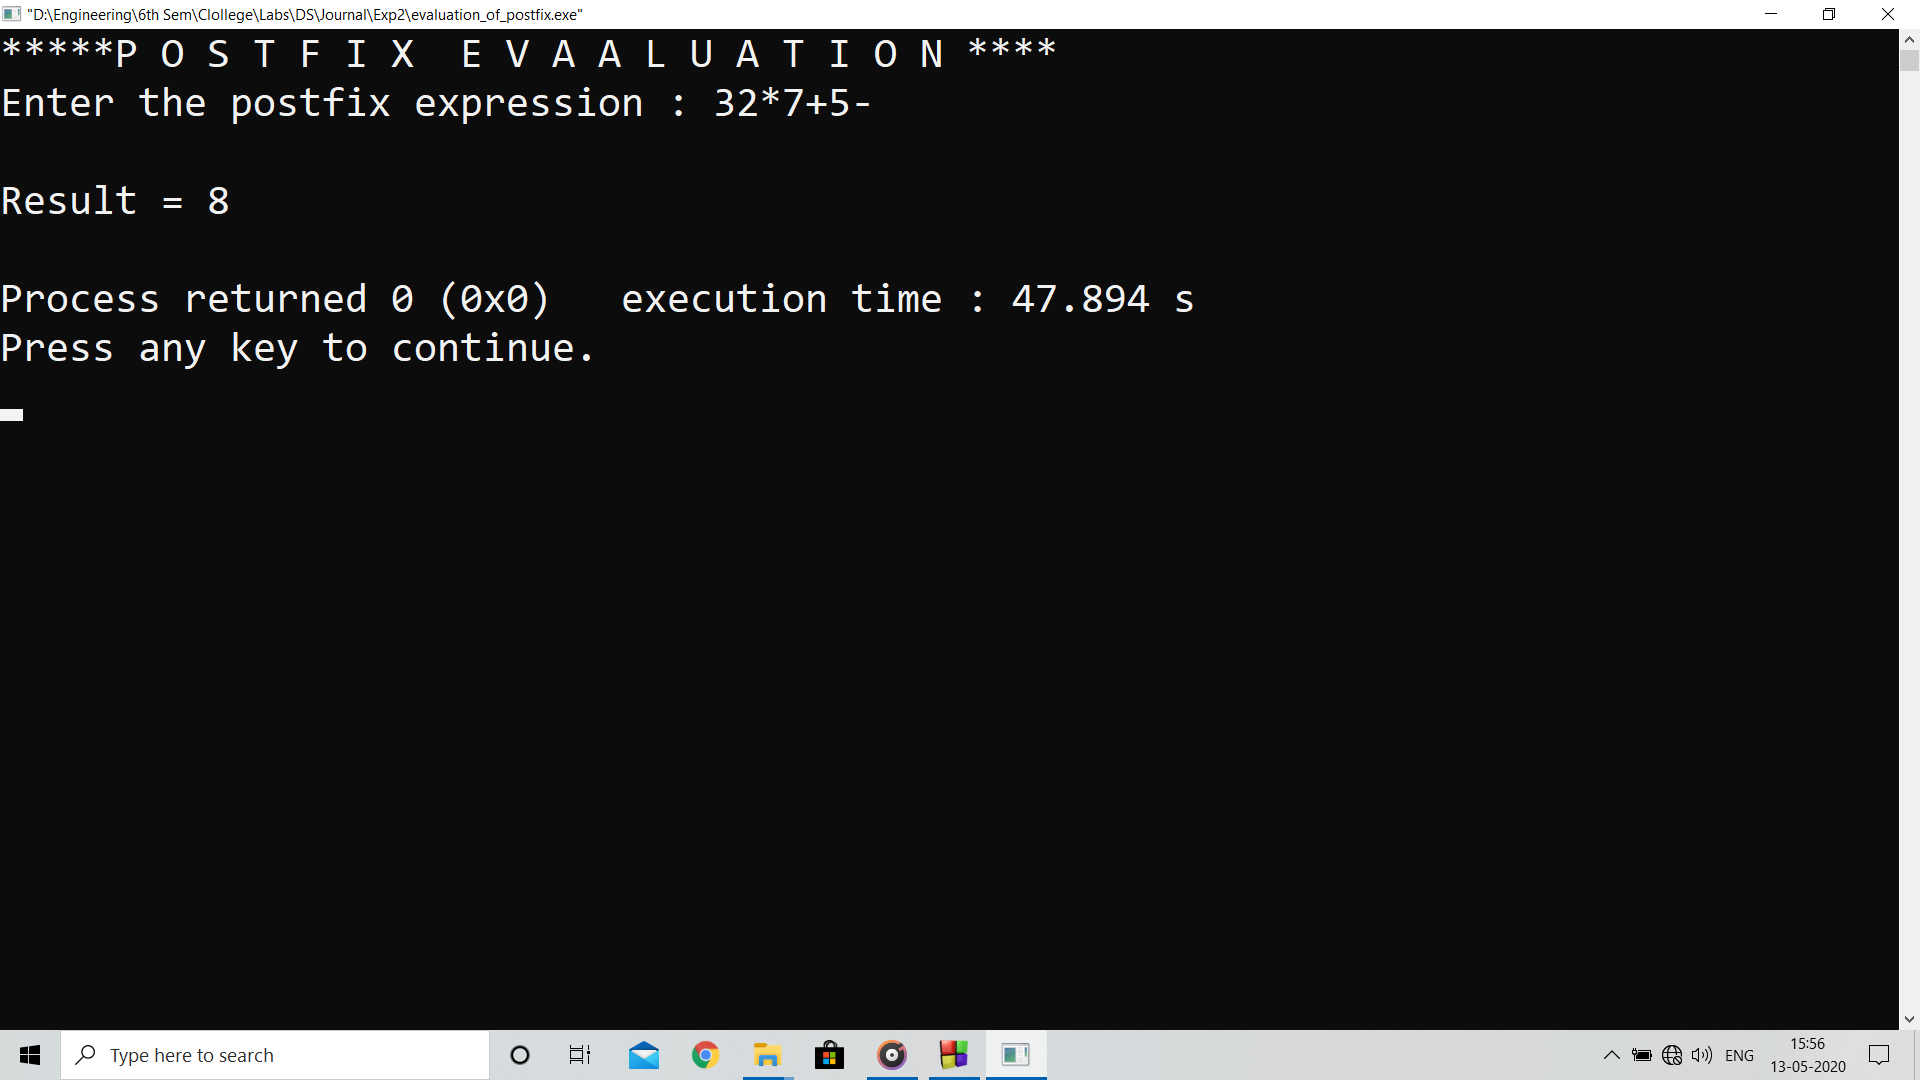 "D:\Engineering\6th Sem\Clollege\Labs\DS\Journal\Exp2\evaluation_of_postfix.exe"
*****P O S T F I X  E V A A L U A T I O N ****
Enter the postfix expression : 32*7+5-
Result = 8
Process returned 0 (0x0)   execution time : 47.894 s
Press any key to continue.
Type here to search
ENG
15:56
13-05-2020